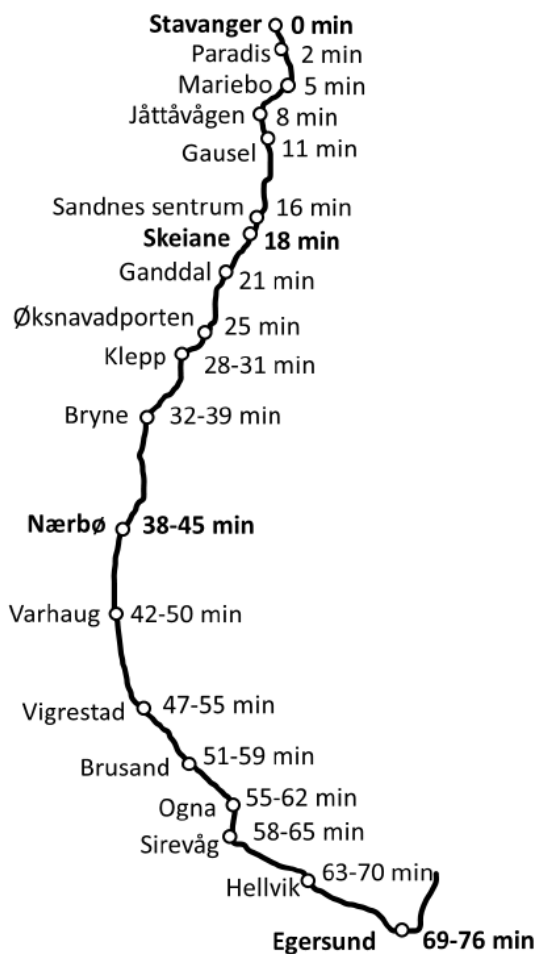 Stavanger 0 min
Paradis 2 min
Mariebo 5 min
Jåttåvågen 8 min
Gausel 11 min
Sandnes sentrum 16 min
Skeiane 18 min
Ganddal 21 min
Øksnavadporten 25 min
Klepp 28-31 min
Bryne 32-39 min
Nærbø 38-45 min
Varhaug 42-50 min
Vigrestad 47-55 min
Brusand 51-59 min
Ogna 55-62 min
Sirevåg 58-65 min
Hellvik 63-70 min
Egersund 69-76 min